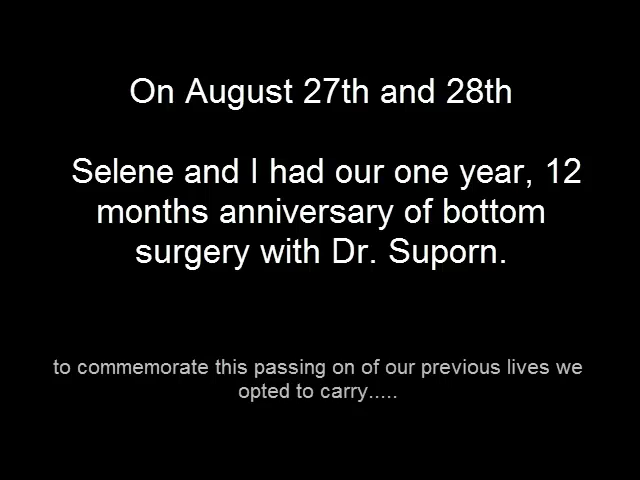 On August 27th and 28th
Selene and I had our one year, 12
months anniversary of bottom
surgery with Dr. Suporn.
to commemorate this passing on of our previous lives we
opted to carry.....